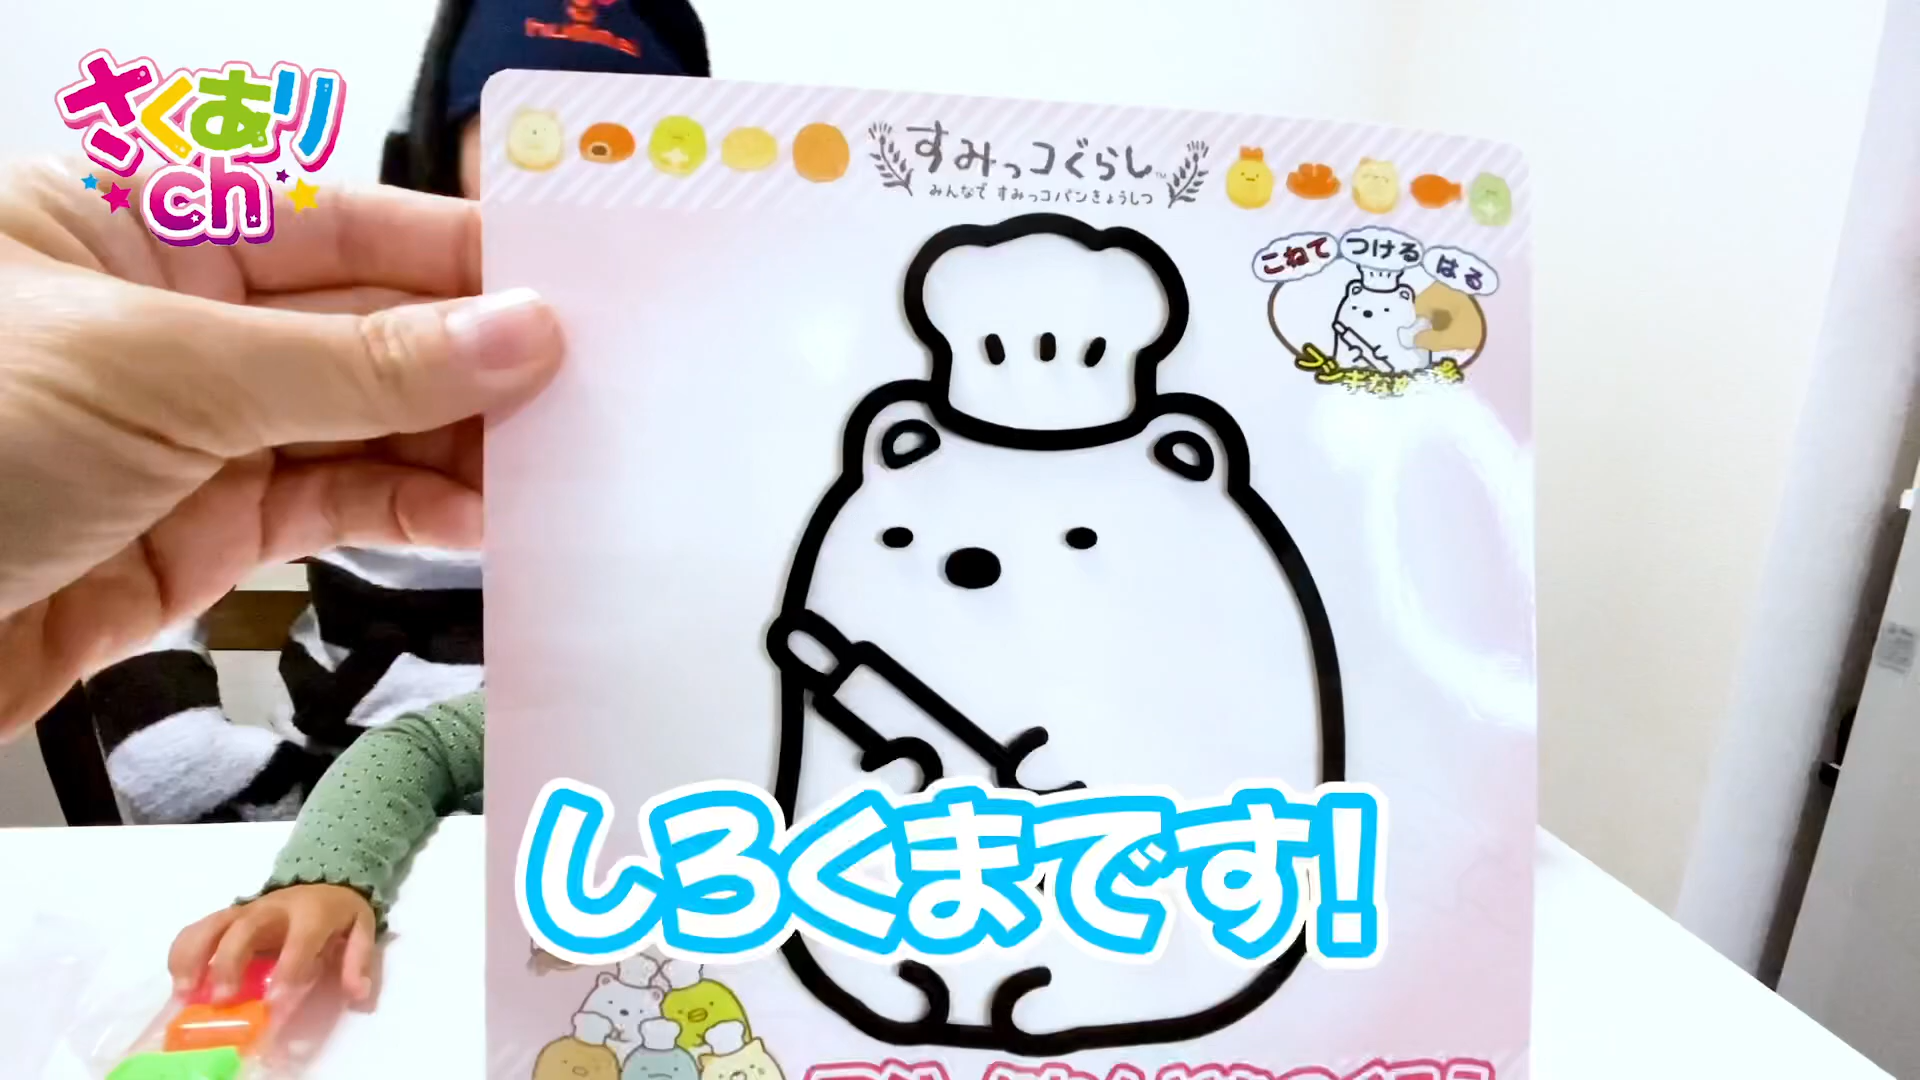 さくあり
ch
すみっコぐらし
みんなで すみっコパンきょうしつ
こねて つける はる
しろくまです!